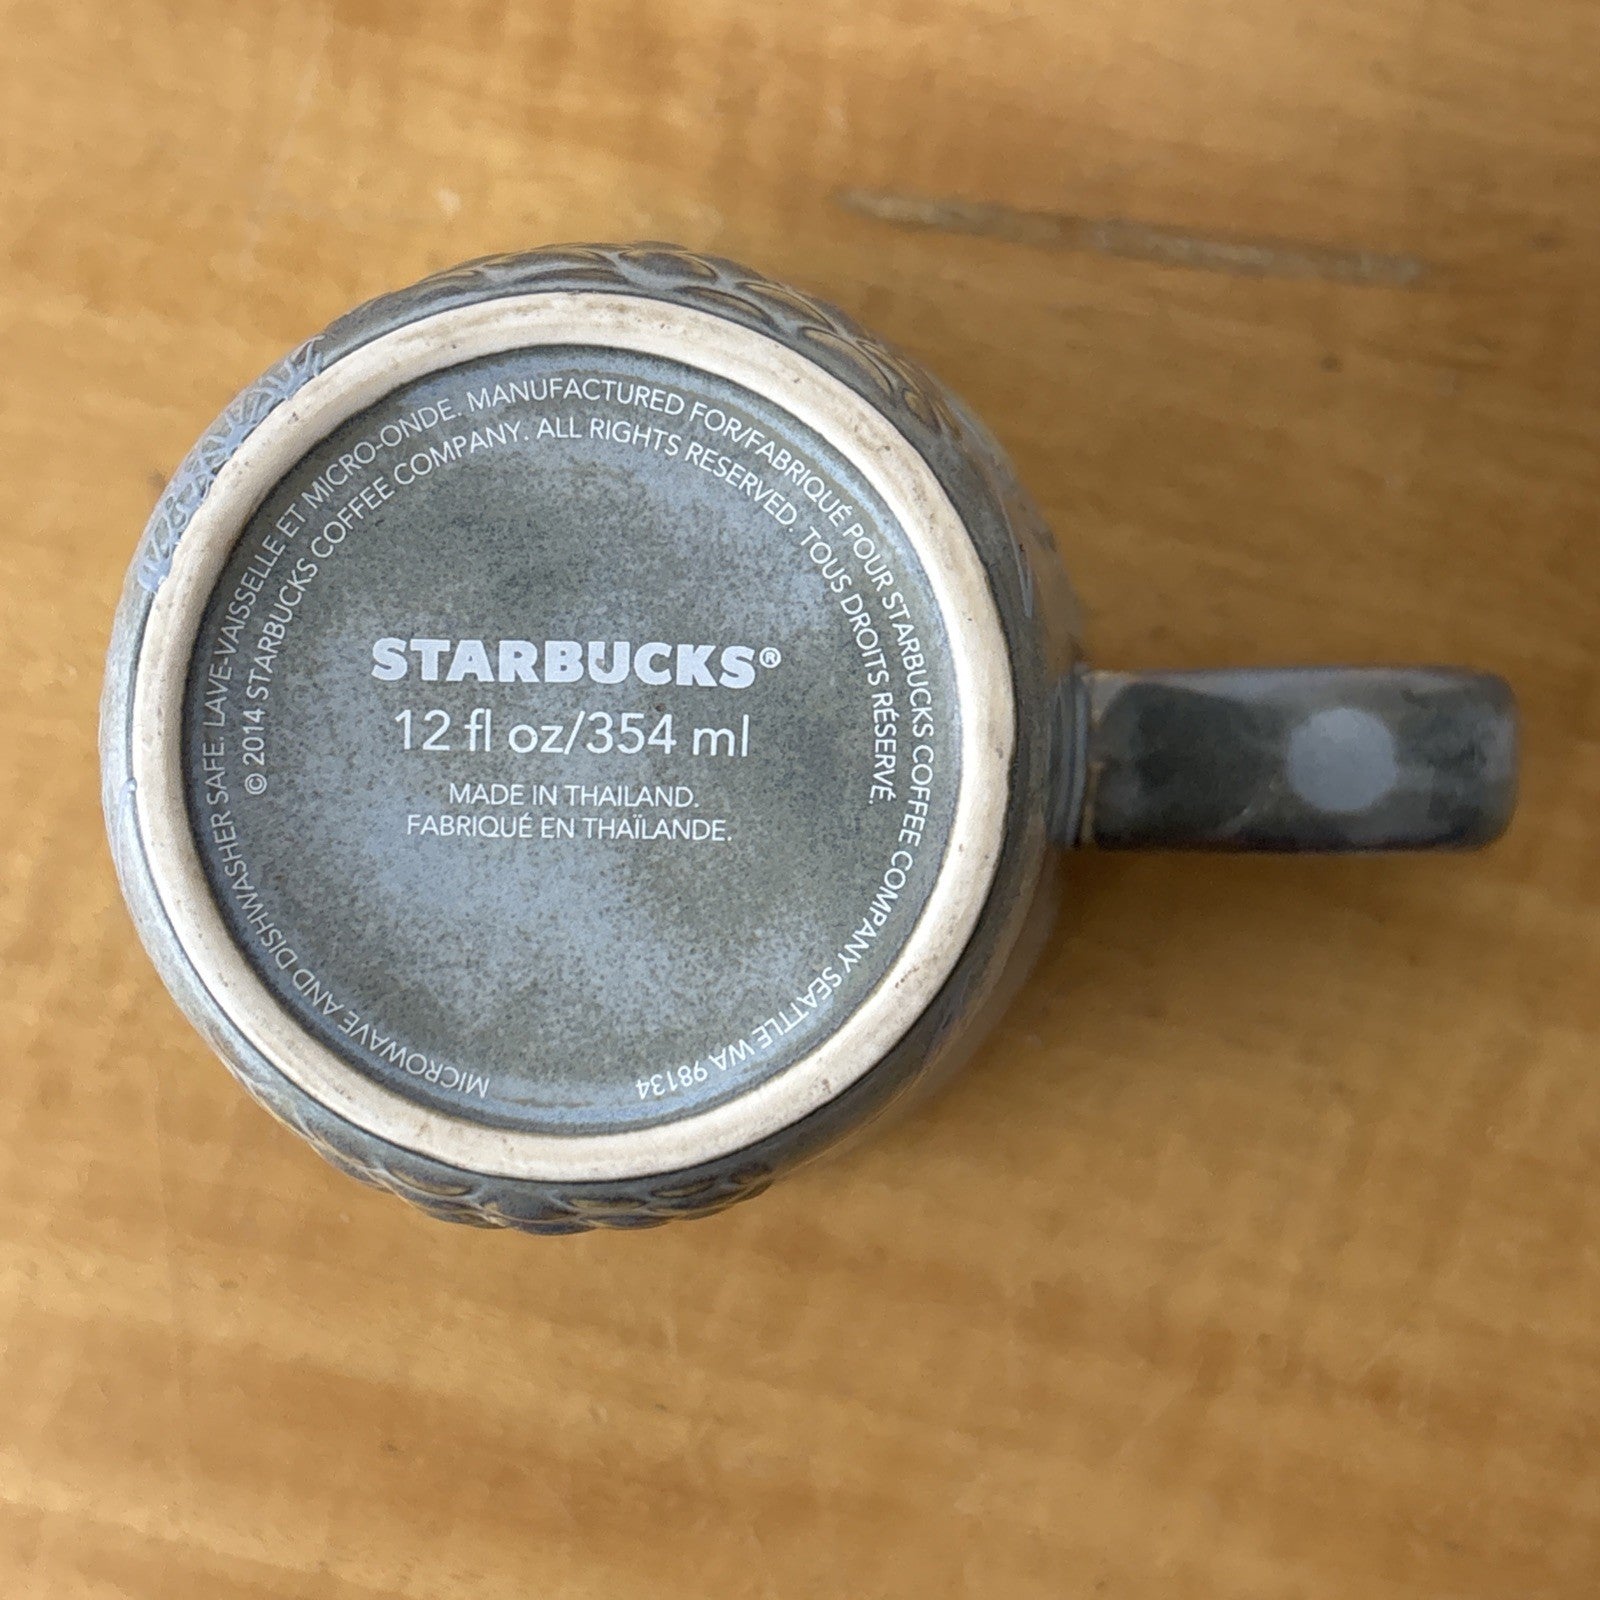 STARBUCKS®
12 fl oz/354 ml
MADE IN THAILAND.
FABRIQUÉ EN THAÏLANDE.
MICROWAVE AND DISHWASHER SAFE. LAVE-VAISSELLE ET MICRO-ONDE. MANUFACTURED FOR/FABRIQUÉ POUR STARBUCKS COFFEE COMPANY SEATTLE WA 98134
© 2014 STARBUCKS COFFEE COMPANY. ALL RIGHTS RESERVED. TOUS DROITS RÉSERVÉ.